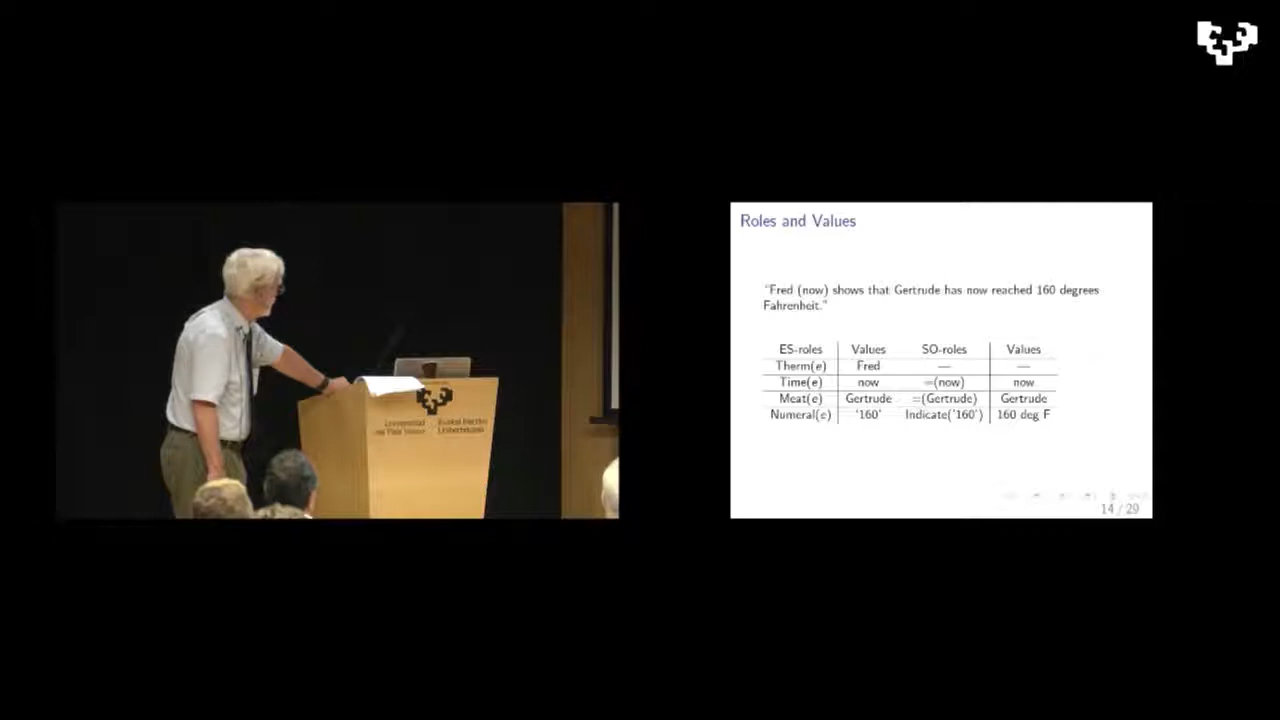 Universidad
del País Vasco
Euskal Herriko
Unibertsitatea
Roles and Values
“Fred (now) shows that Gertrude has now reached 160 degrees
Fahrenheit.”
ES-roles Values SO-roles Values
Therm(e) Fred — —
Time(e) now =(now) now
Meat(e) Gertrude =(Gertrude) Gertrude
Numeral(e) ‘160’ Indicate(‘160’) 160 deg F
14 / 29